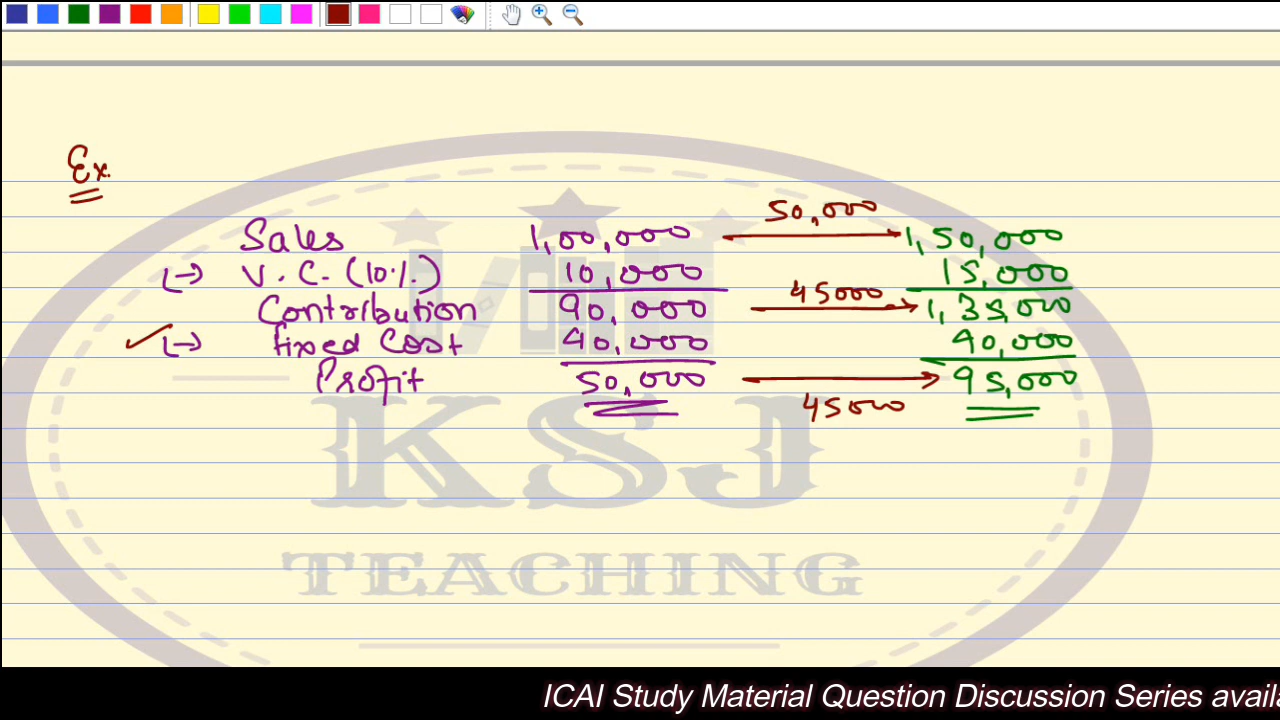 Ex.
50,000
Sales 1,00,000 1,50,000
(-) V.C. (10%) 10,000 15,000
45000
Contribution 90,000 1,35,000
(-) Fixed Cost 40,000 40,000
Profit 50,000 95,000
45000
KSJ
TEACHING
ICAI Study Material Question Discussion Series avail